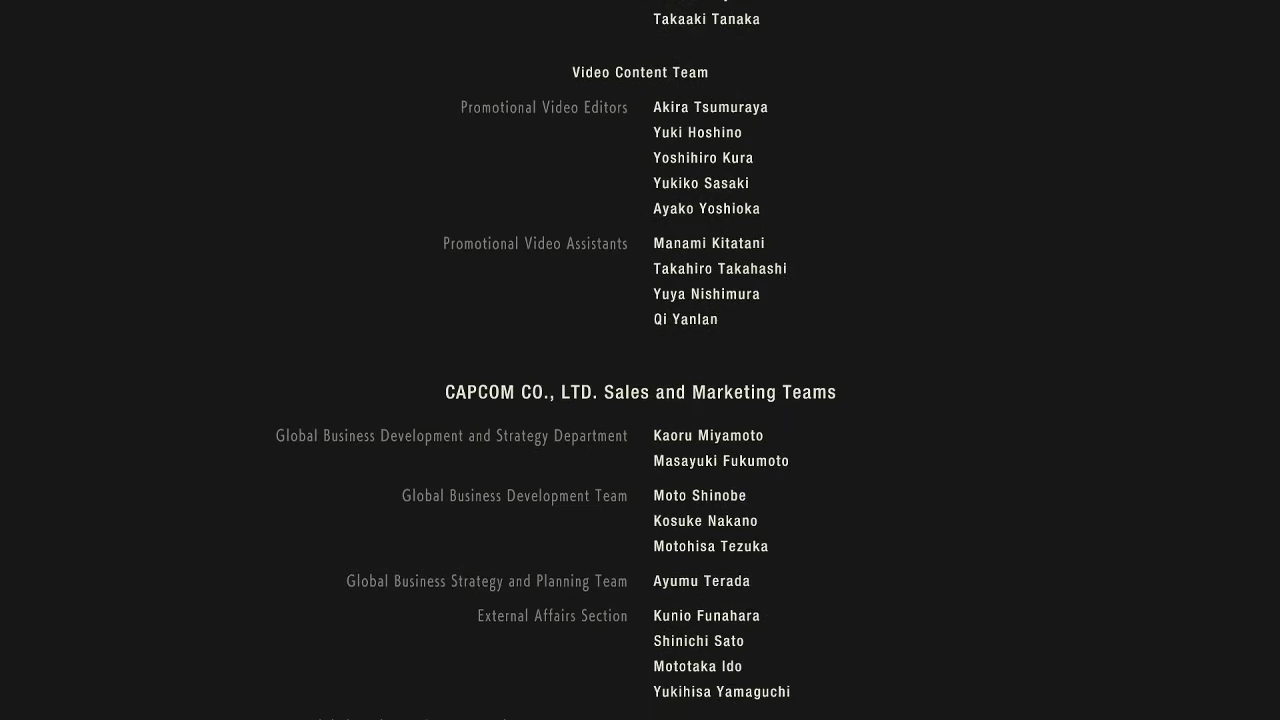 Takaaki Tanaka
Video Content Team
Promotional Video Editors Akira Tsumuraya
Yuki Hoshino
Yoshihiro Kura
Yukiko Sasaki
Ayako Yoshioka
Promotional Video Assistants Manami Kitatani
Takahiro Takahashi
Yuya Nishimura
Qi Yanlan
CAPCOM CO., LTD. Sales and Marketing Teams
Global Business Development and Strategy Department Kaoru Miyamoto
Masayuki Fukumoto
Global Business Development Team Moto Shinobe
Kosuke Nakano
Motohisa Tezuka
Global Business Strategy and Planning Team Ayumu Terada
External Affairs Section Kunio Funahara
Shinichi Sato
Mototaka Ido
Yukihisa Yamaguchi